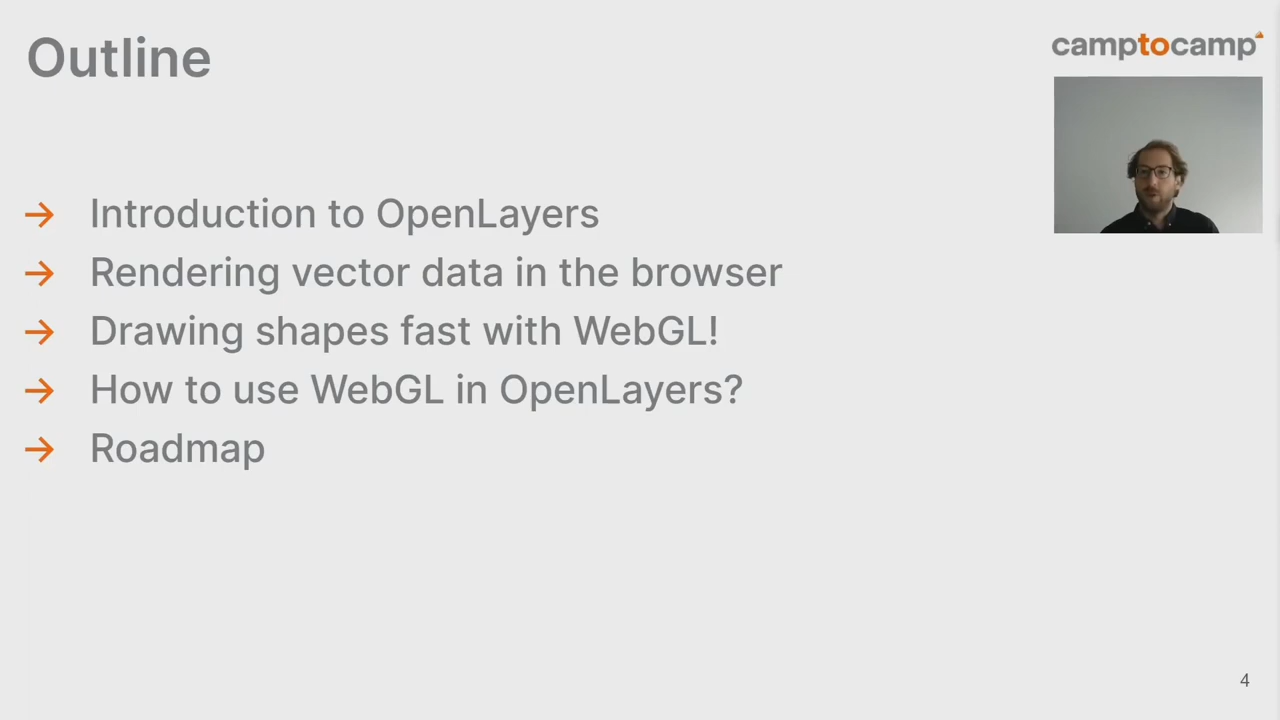 Outline
camptocamp
→ Introduction to OpenLayers
→ Rendering vector data in the browser
→ Drawing shapes fast with WebGL!
→ How to use WebGL in OpenLayers?
→ Roadmap
4